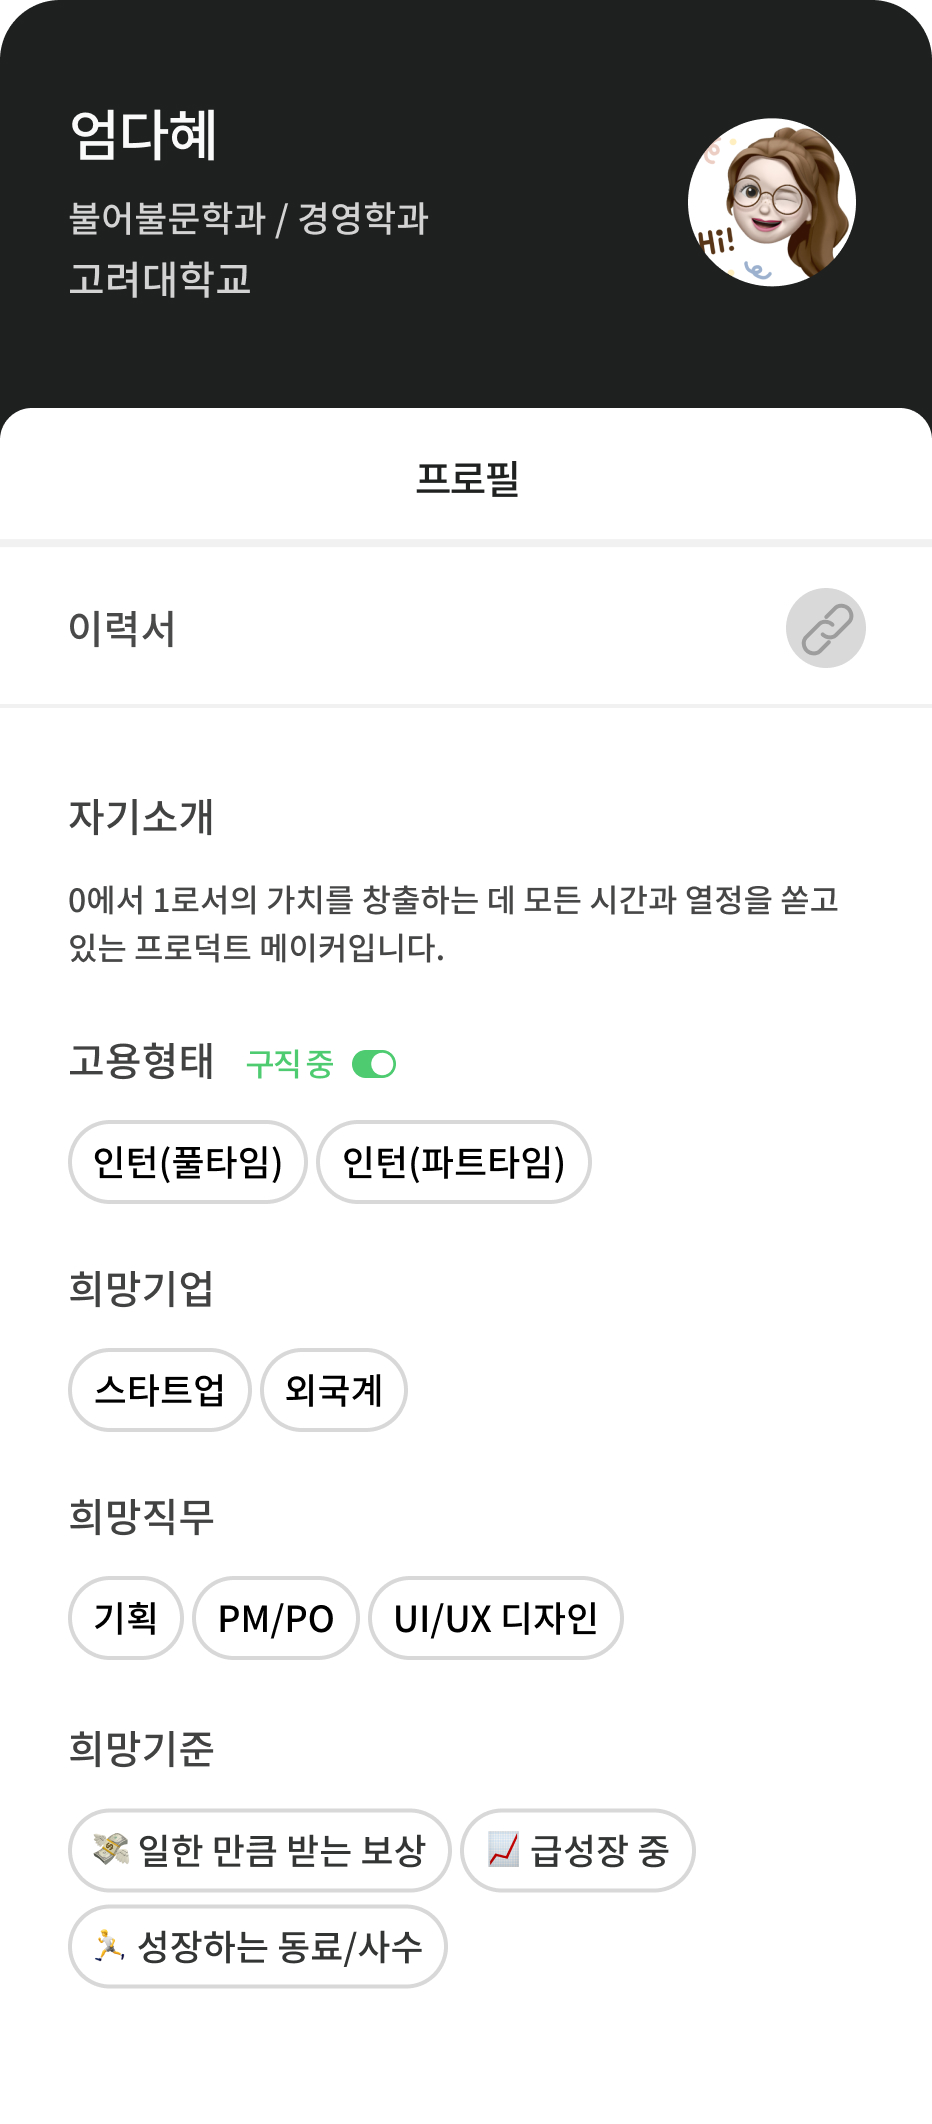 엄다혜
불어불문학과 / 경영학과
고려대학교
Hi!
프로필
이력서
자기소개
0에서 1로서의 가치를 창출하는 데 모든 시간과 열정을 쏟고
있는 프로덕트 메이커입니다.
고용형태 구직 중
인턴(풀타임) 인턴(파트타임)
희망기업
스타트업 외국계
희망직무
기획 PM/PO UI/UX 디자인
희망기준
💸 일한 만큼 받는 보상 📈 급성장 중
🏃 성장하는 동료/사수